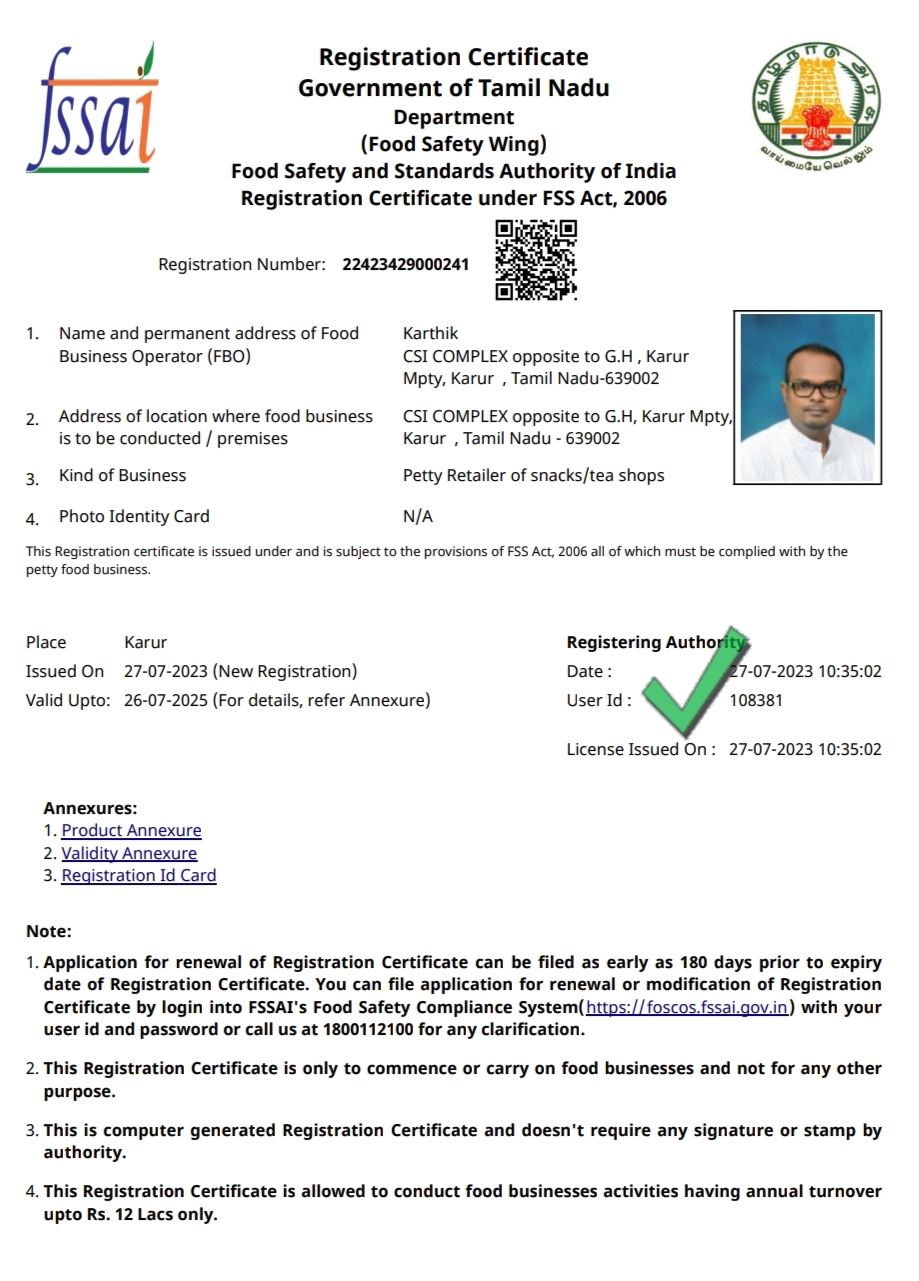 fssai
Registration Certificate
Government of Tamil Nadu
Department
(Food Safety Wing)
Food Safety and Standards Authority of India
Registration Certificate under FSS Act, 2006
தமிழ்நாடு அரசு
வாய்மையே வெல்லும்
Registration Number: 22423429000241
1. Name and permanent address of Food
Business Operator (FBO)
Karthik
CSI COMPLEX opposite to G.H , Karur
Mpty, Karur , Tamil Nadu-639002
2. Address of location where food business
is to be conducted / premises
CSI COMPLEX opposite to G.H, Karur Mpty,
Karur , Tamil Nadu - 639002
3. Kind of Business Petty Retailer of snacks/tea shops
4. Photo Identity Card N/A
This Registration certificate is issued under and is subject to the provisions of FSS Act, 2006 all of which must be complied with by the
petty food business.
Place Karur
Issued On 27-07-2023 (New Registration)
Valid Upto: 26-07-2025 (For details, refer Annexure)
Registering Authority
Date : 27-07-2023 10:35:02
User Id : 108381
License Issued On : 27-07-2023 10:35:02
Annexures:
1. Product Annexure
2. Validity Annexure
3. Registration Id Card
Note:
1. Application for renewal of Registration Certificate can be filed as early as 180 days prior to expiry
date of Registration Certificate. You can file application for renewal or modification of Registration
Certificate by login into FSSAI's Food Safety Compliance System(https://foscos.fssai.gov.in) with your
user id and password or call us at 1800112100 for any clarification.
2. This Registration Certificate is only to commence or carry on food businesses and not for any other
purpose.
3. This is computer generated Registration Certificate and doesn't require any signature or stamp by
authority.
4. This Registration Certificate is allowed to conduct food businesses activities having annual turnover
upto Rs. 12 Lacs only.